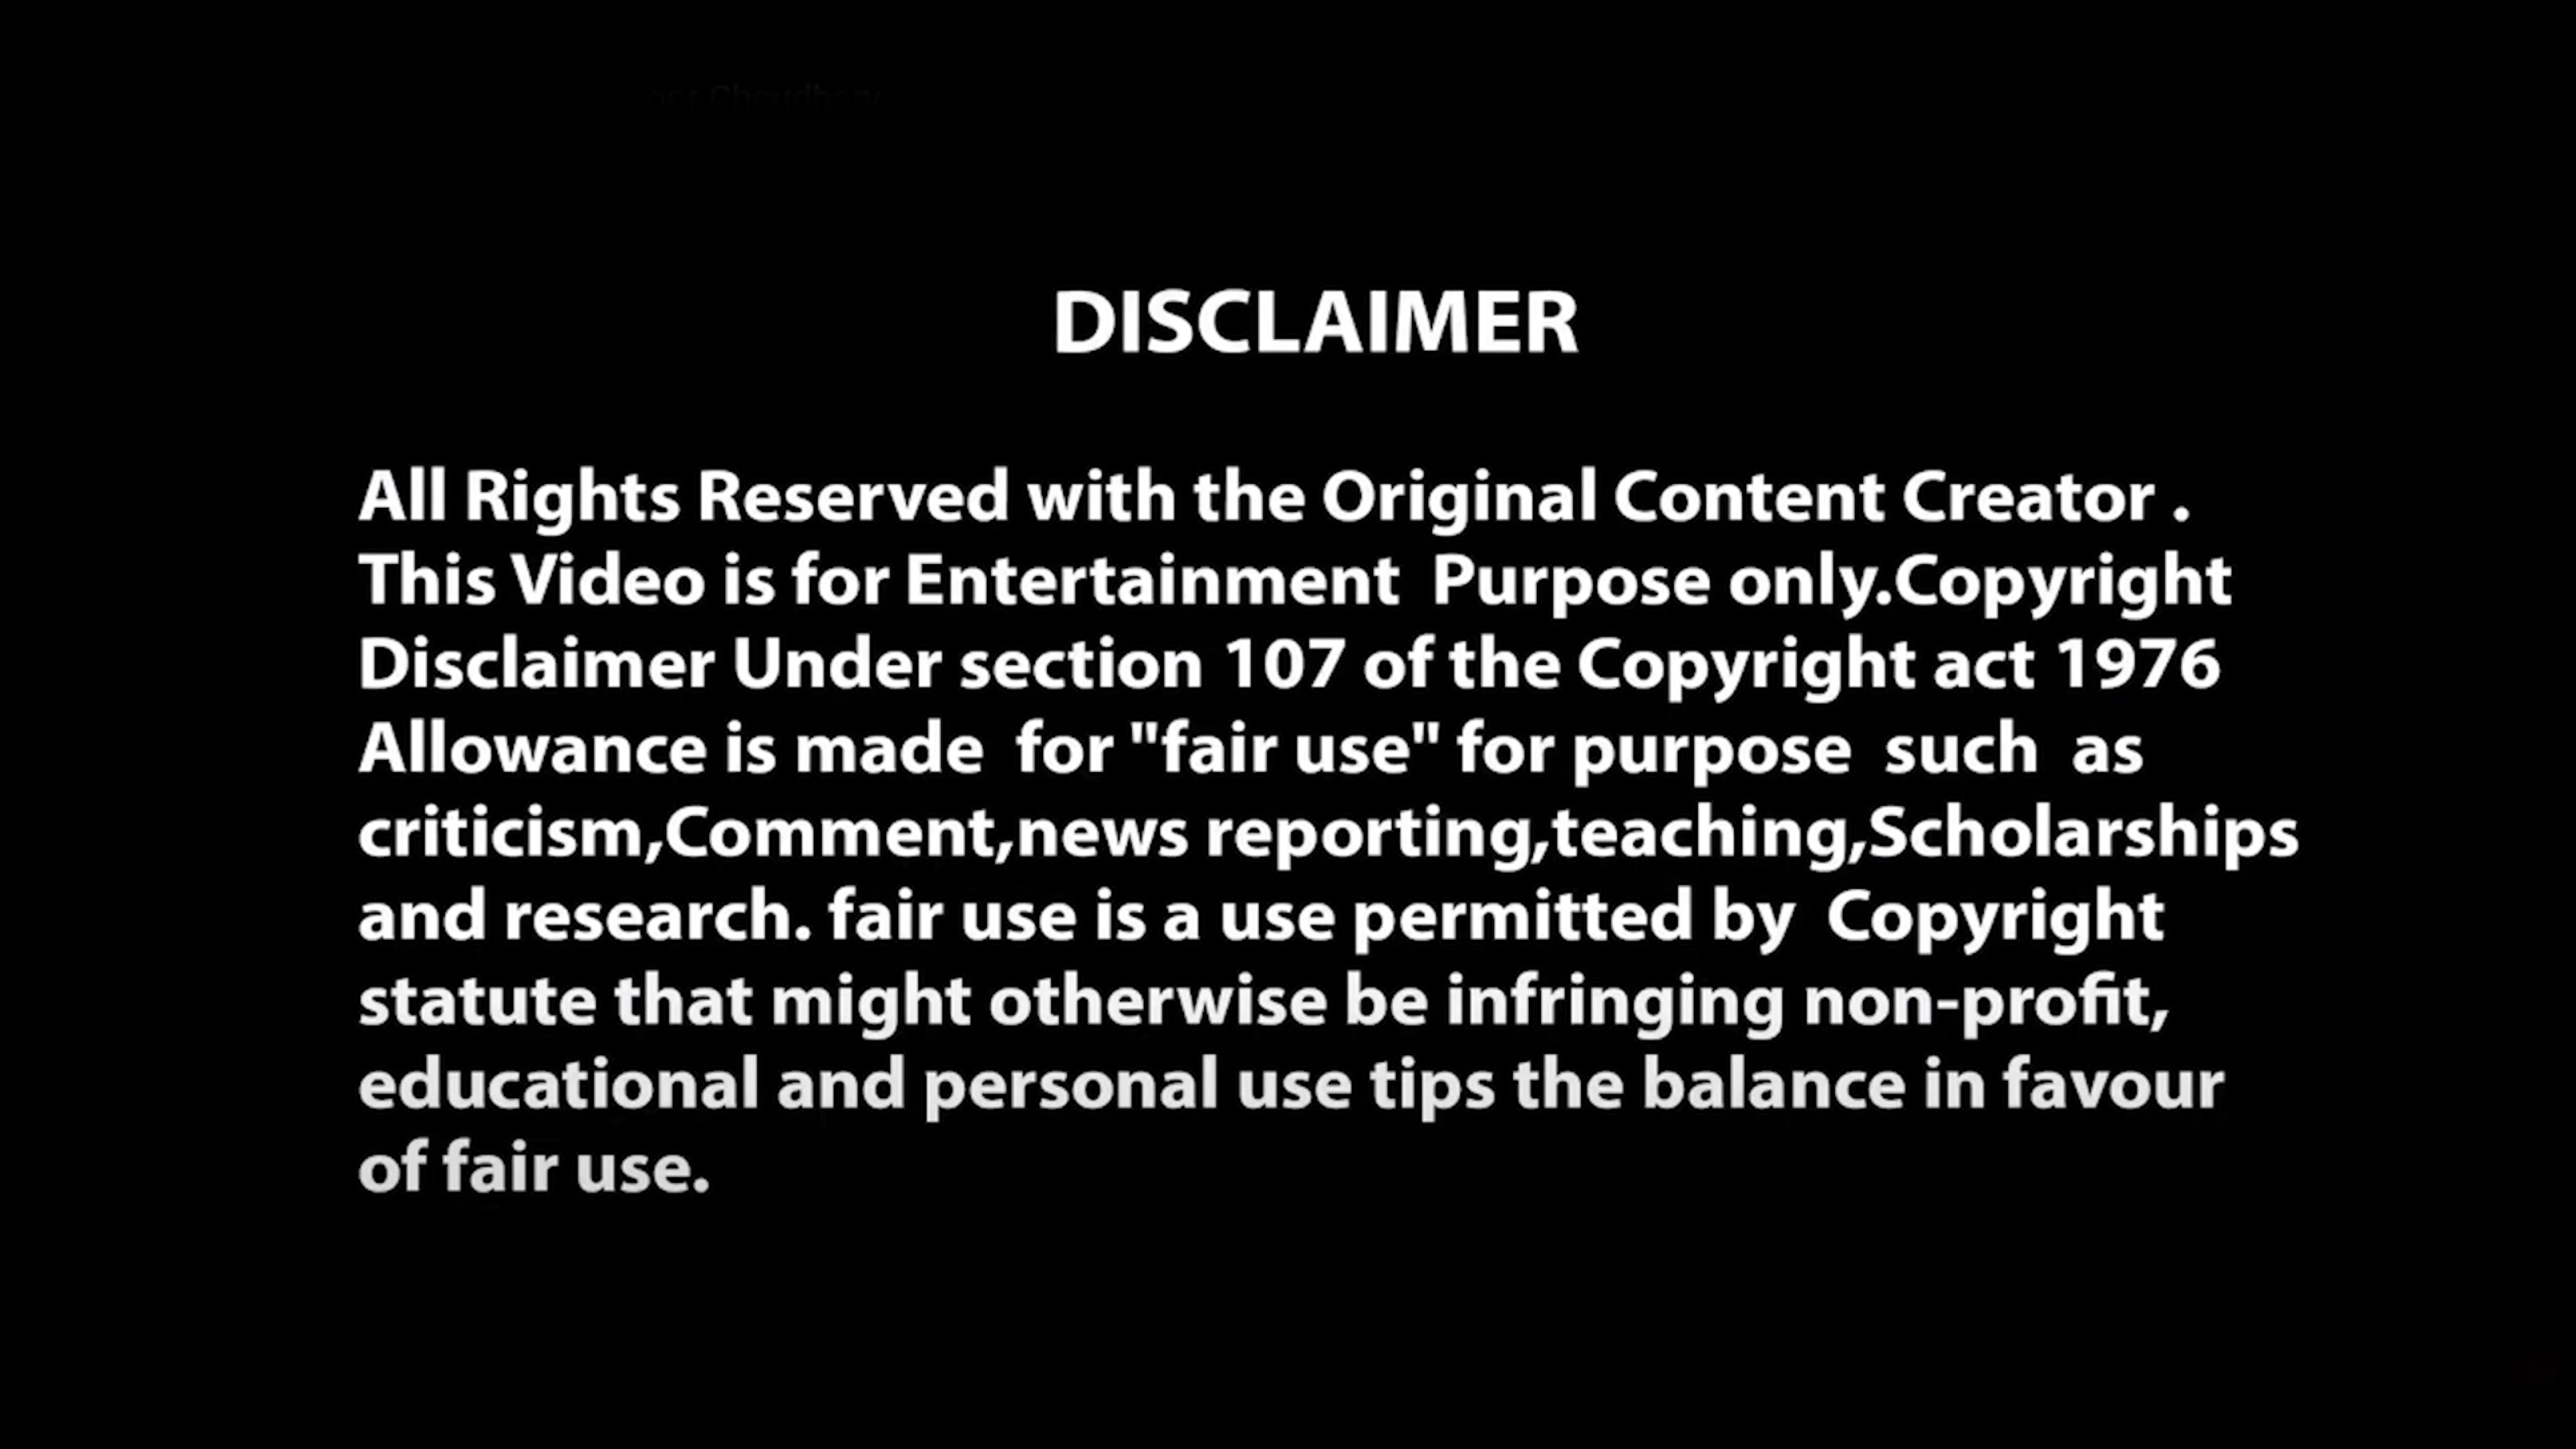 DISCLAIMER
All Rights Reserved with the Original Content Creator .
This Video is for Entertainment  Purpose only.Copyright
Disclaimer Under section 107 of the Copyright act 1976
Allowance is made  for "fair use" for purpose  such  as
criticism,Comment,news reporting,teaching,Scholarships
and research. fair use is a use permitted by  Copyright
statute that might otherwise be infringing non-profit,
educational and personal use tips the balance in favour
of fair use.